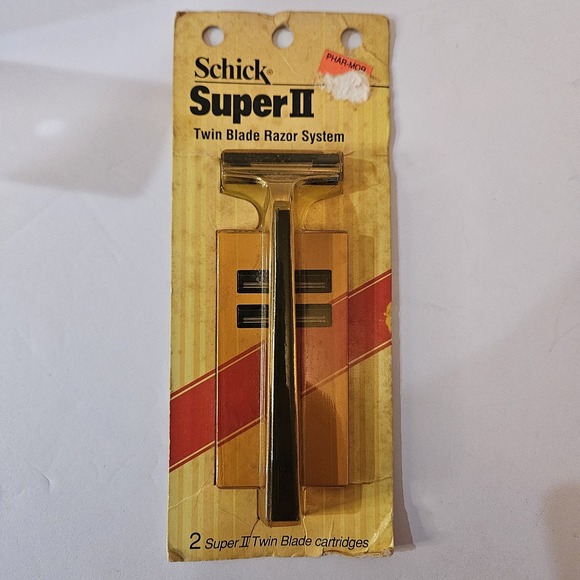 PHAR-MOR
Schick®
Super II
Twin Blade Razor System
2 Super II Twin Blade cartridges